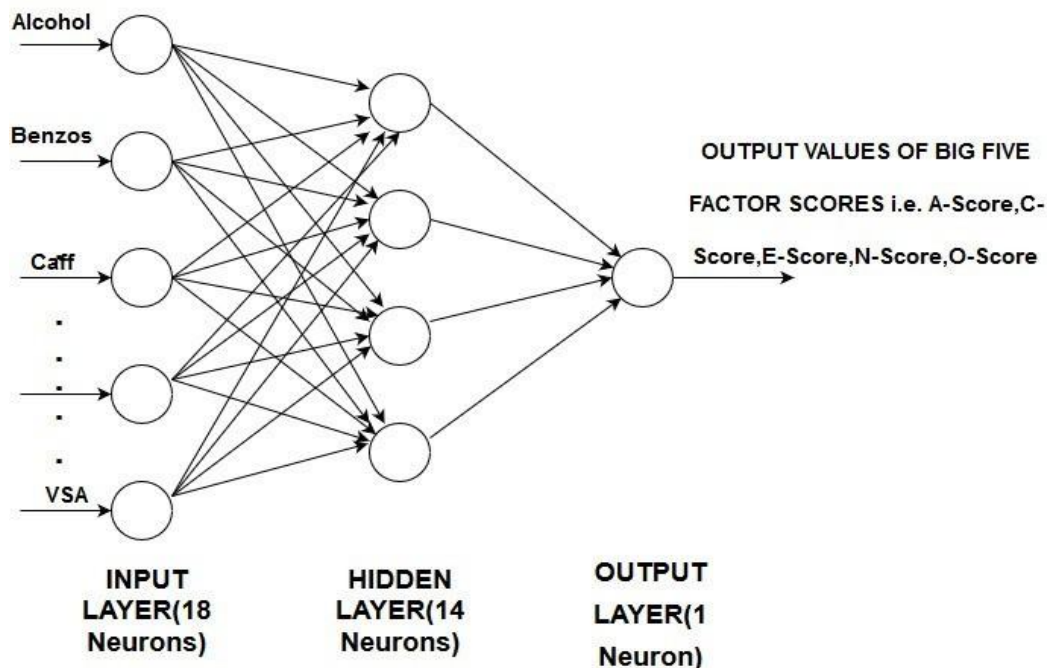 Alcohol
Benzos
Caff
VSA
OUTPUT VALUES OF BIG FIVE
FACTOR SCORES i.e. A-Score,C-
Score,E-Score,N-Score,O-Score
INPUT
LAYER(18
Neurons)
HIDDEN
LAYER(14
Neurons)
OUTPUT
LAYER(1
Neuron)